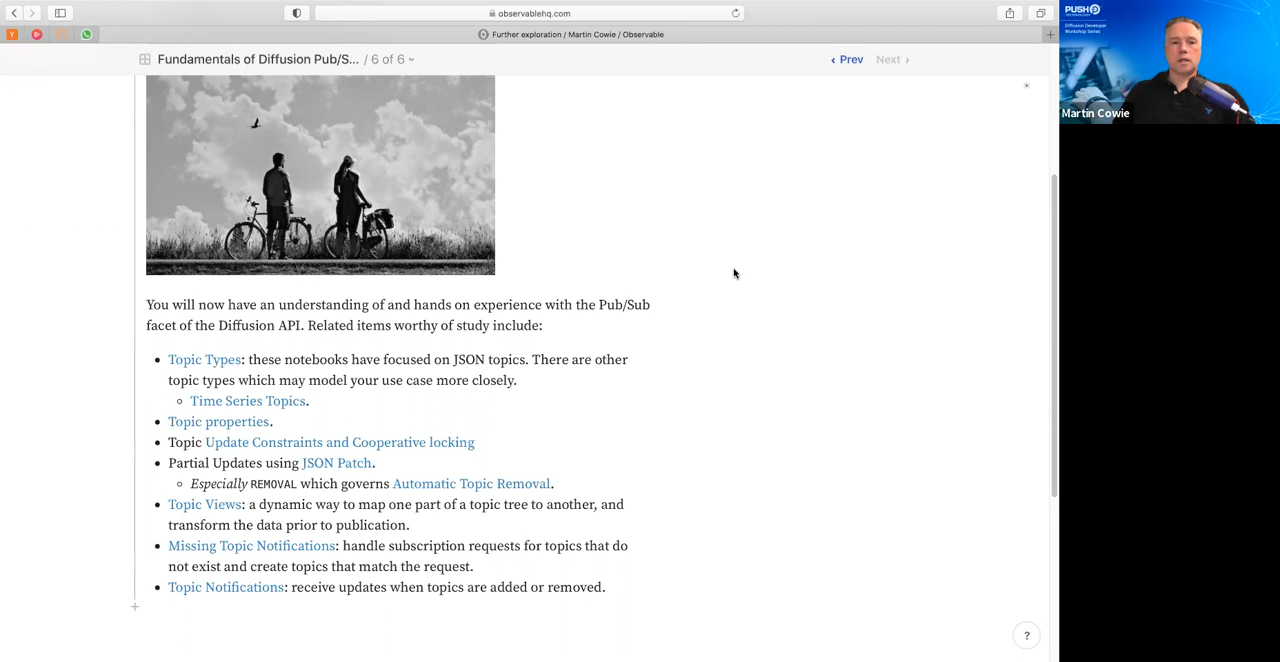 observablehq.com
Further exploration / Martin Cowie / Observable
Fundamentals of Diffusion Pub/S... / 6 of 6
Prev
Next
You will now have an understanding of and hands on experience with the Pub/Sub
facet of the Diffusion API. Related items worthy of study include:
Topic Types: these notebooks have focused on JSON topics. There are other
topic types which may model your use case more closely.
Time Series Topics.
Topic properties.
Topic Update Constraints and Cooperative locking
Partial Updates using JSON Patch.
Especially REMOVAL which governs Automatic Topic Removal.
Topic Views: a dynamic way to map one part of a topic tree to another, and
transform the data prior to publication.
Missing Topic Notifications: handle subscription requests for topics that do
not exist and create topics that match the request.
Topic Notifications: receive updates when topics are added or removed.
?
Y
PUSH
TECHNOLOGY
Diffusion Developer
Workshop Series
Martin Cowie